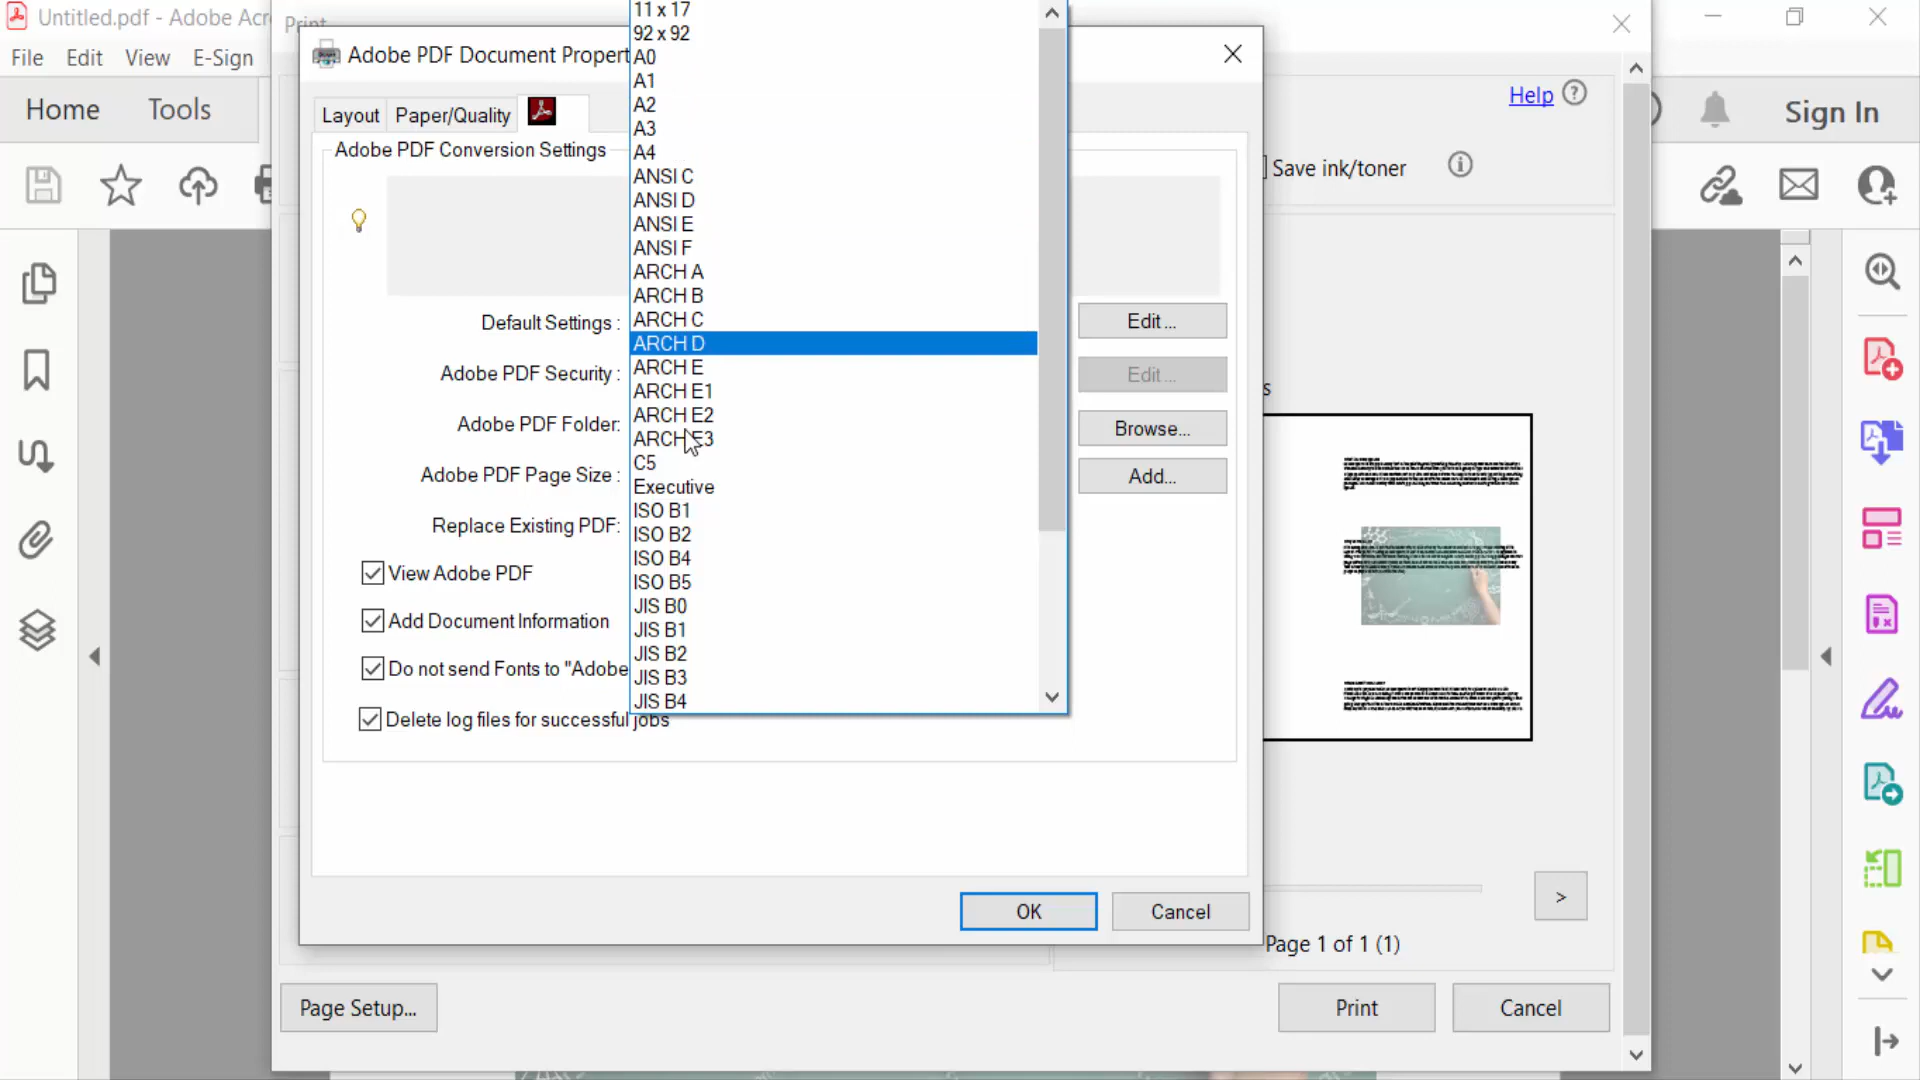 Untitled.pdf - Adobe Acr
Print
File Edit View E-Sign
Home Tools
Sign In
Adobe PDF Document Propert
Layout Paper/Quality
Adobe PDF Conversion Settings
Default Settings :
Adobe PDF Security :
Adobe PDF Folder:
Adobe PDF Page Size :
Replace Existing PDF:
View Adobe PDF
Add Document Information
Do not send Fonts to "Adobe
Delete log files for successful jobs
11 x 17
92 x 92
A0
A1
A2
A3
A4
ANSI C
ANSI D
ANSI E
ANSI F
ARCH A
ARCH B
ARCH C
ARCH D
ARCH E
ARCH E1
ARCH E2
ARCH E3
C5
Executive
ISO B1
ISO B2
ISO B4
ISO B5
JIS B0
JIS B1
JIS B2
JIS B3
JIS B4
Edit ...
Edit ...
Browse...
Add...
OK Cancel
Help
Save ink/toner
s
>
Page 1 of 1 (1)
Page Setup...
Print Cancel